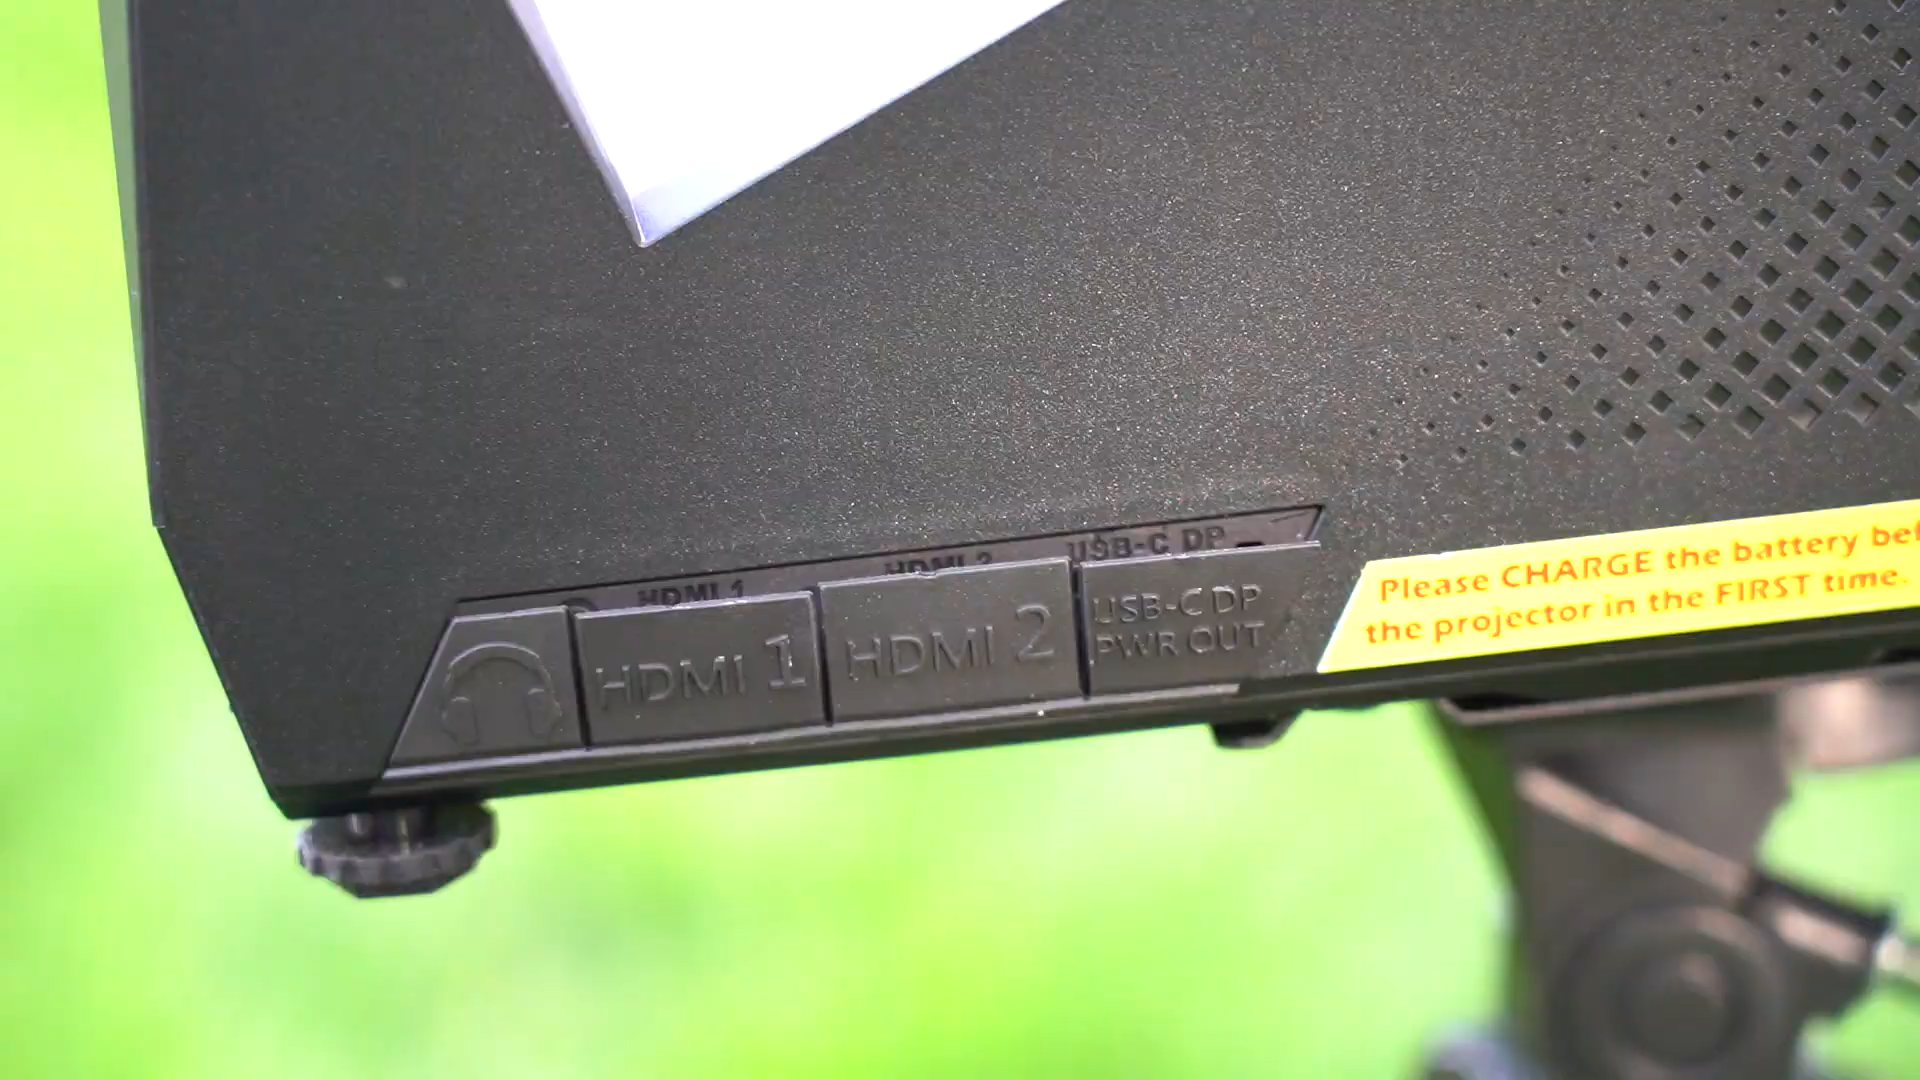 HDMI 1
HDMI 2
USB-C DP
HDMI 1
HDMI 2
USB-C DP
PWR OUT
Please CHARGE the battery
the projector in the FIRST time.